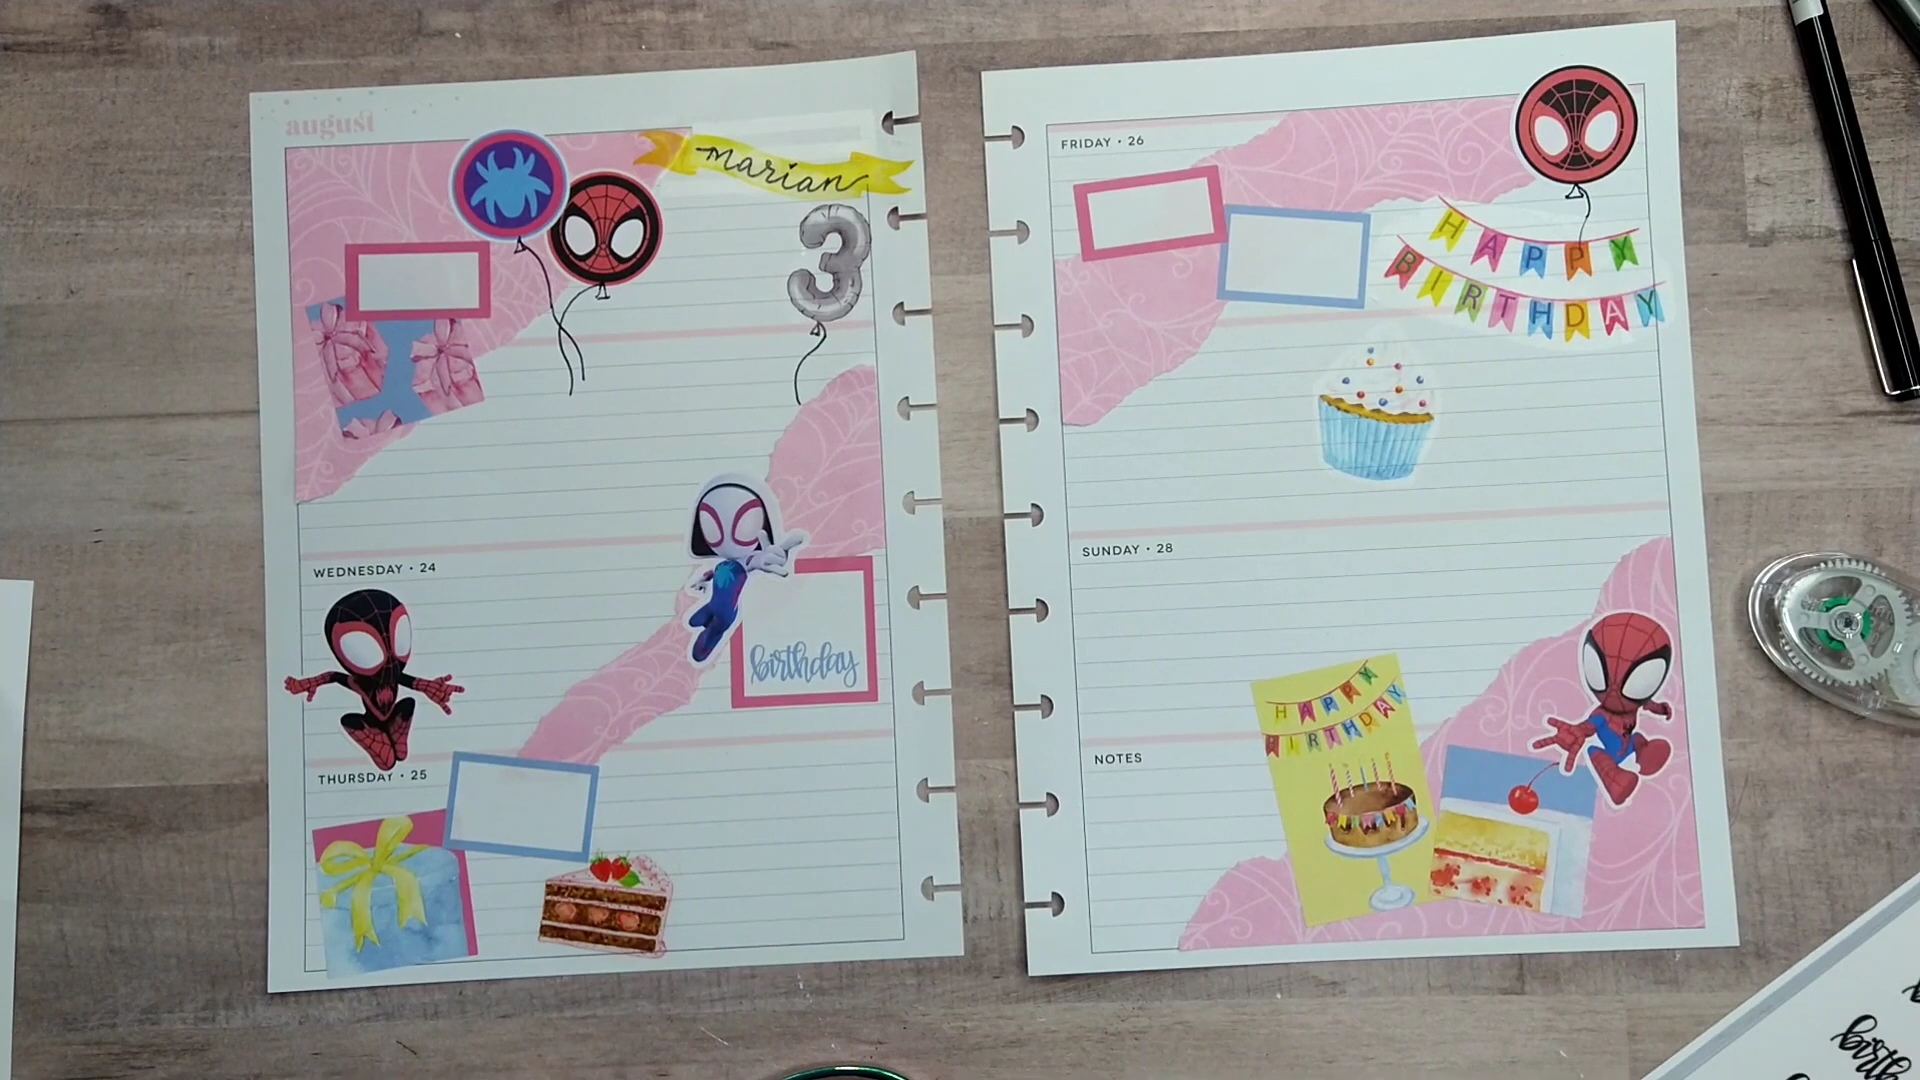 august
marian
3
WEDNESDAY • 24
birthday
THURSDAY • 25
FRIDAY • 26
HAPPY
BIRTHDAY
SUNDAY • 28
HAPPY
BIRTHDAY
NOTES